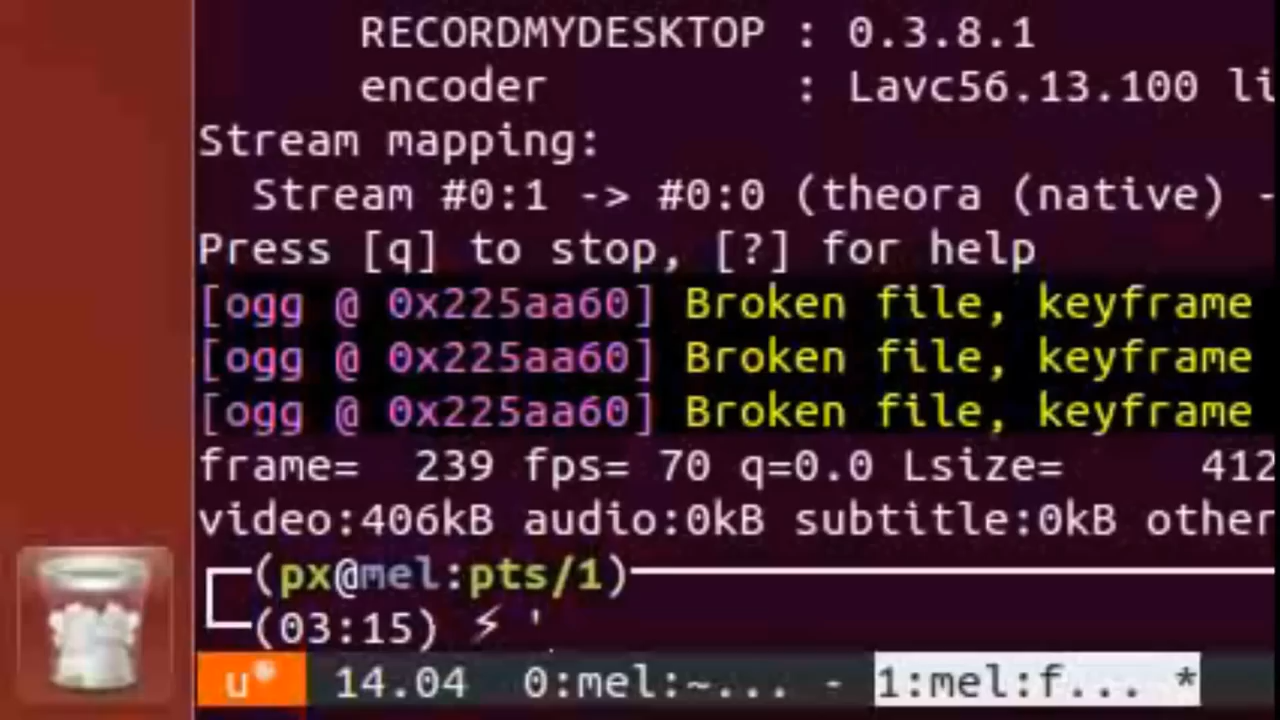 RECORDMYDESKTOP : 0.3.8.1
encoder : Lavc56.13.100 li
Stream mapping:
Stream #0:1 -> #0:0 (theora (native) -
Press [q] to stop, [?] for help
[ogg @ 0x225aa60] Broken file, keyframe
[ogg @ 0x225aa60] Broken file, keyframe
[ogg @ 0x225aa60] Broken file, keyframe
frame= 239 fps= 70 q=0.0 Lsize= 412
video:406kB audio:0kB subtitle:0kB other
(px@mel:pts/1)
(03:15) ⚡ '
u* 14.04 0:mel:~... - 1:mel:f... *